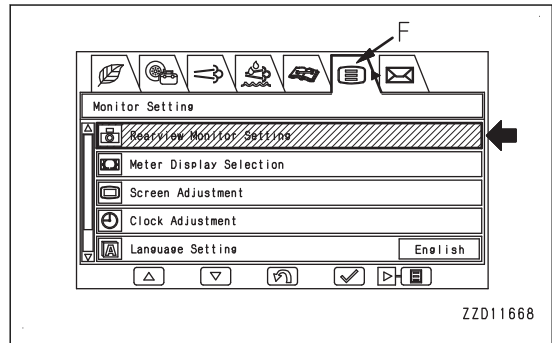 F
Monitor Setting
Rearview Monitor Setting
Meter Display Selection
Screen Adjustment
Clock Adjustment
A Language Setting English
ZZD11668